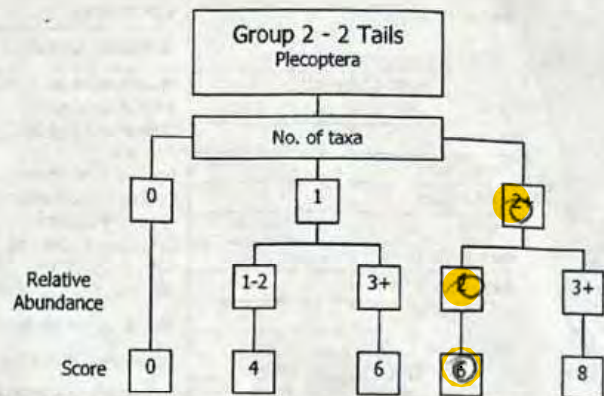 Group 2 - 2 Tails
Plecoptera
No. of taxa
0 1 2+
Relative
Abundance
1-2 3+ 3+
Score 0 4 6 8